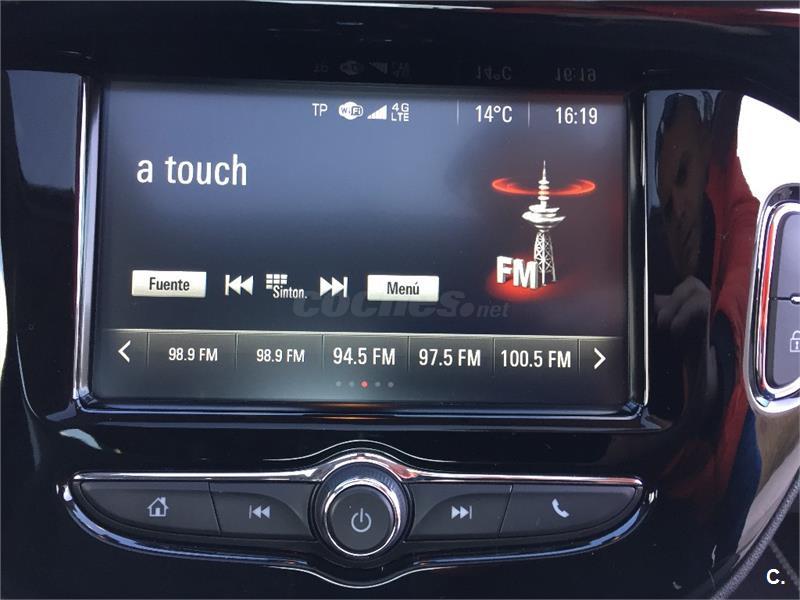 TP WiFi 4G LTE 14°C 16:19
a touch
FM
Fuente Sinton. Menú
coches.net
98.9 FM 98.9 FM 94.5 FM 97.5 FM 100.5 FM
C.